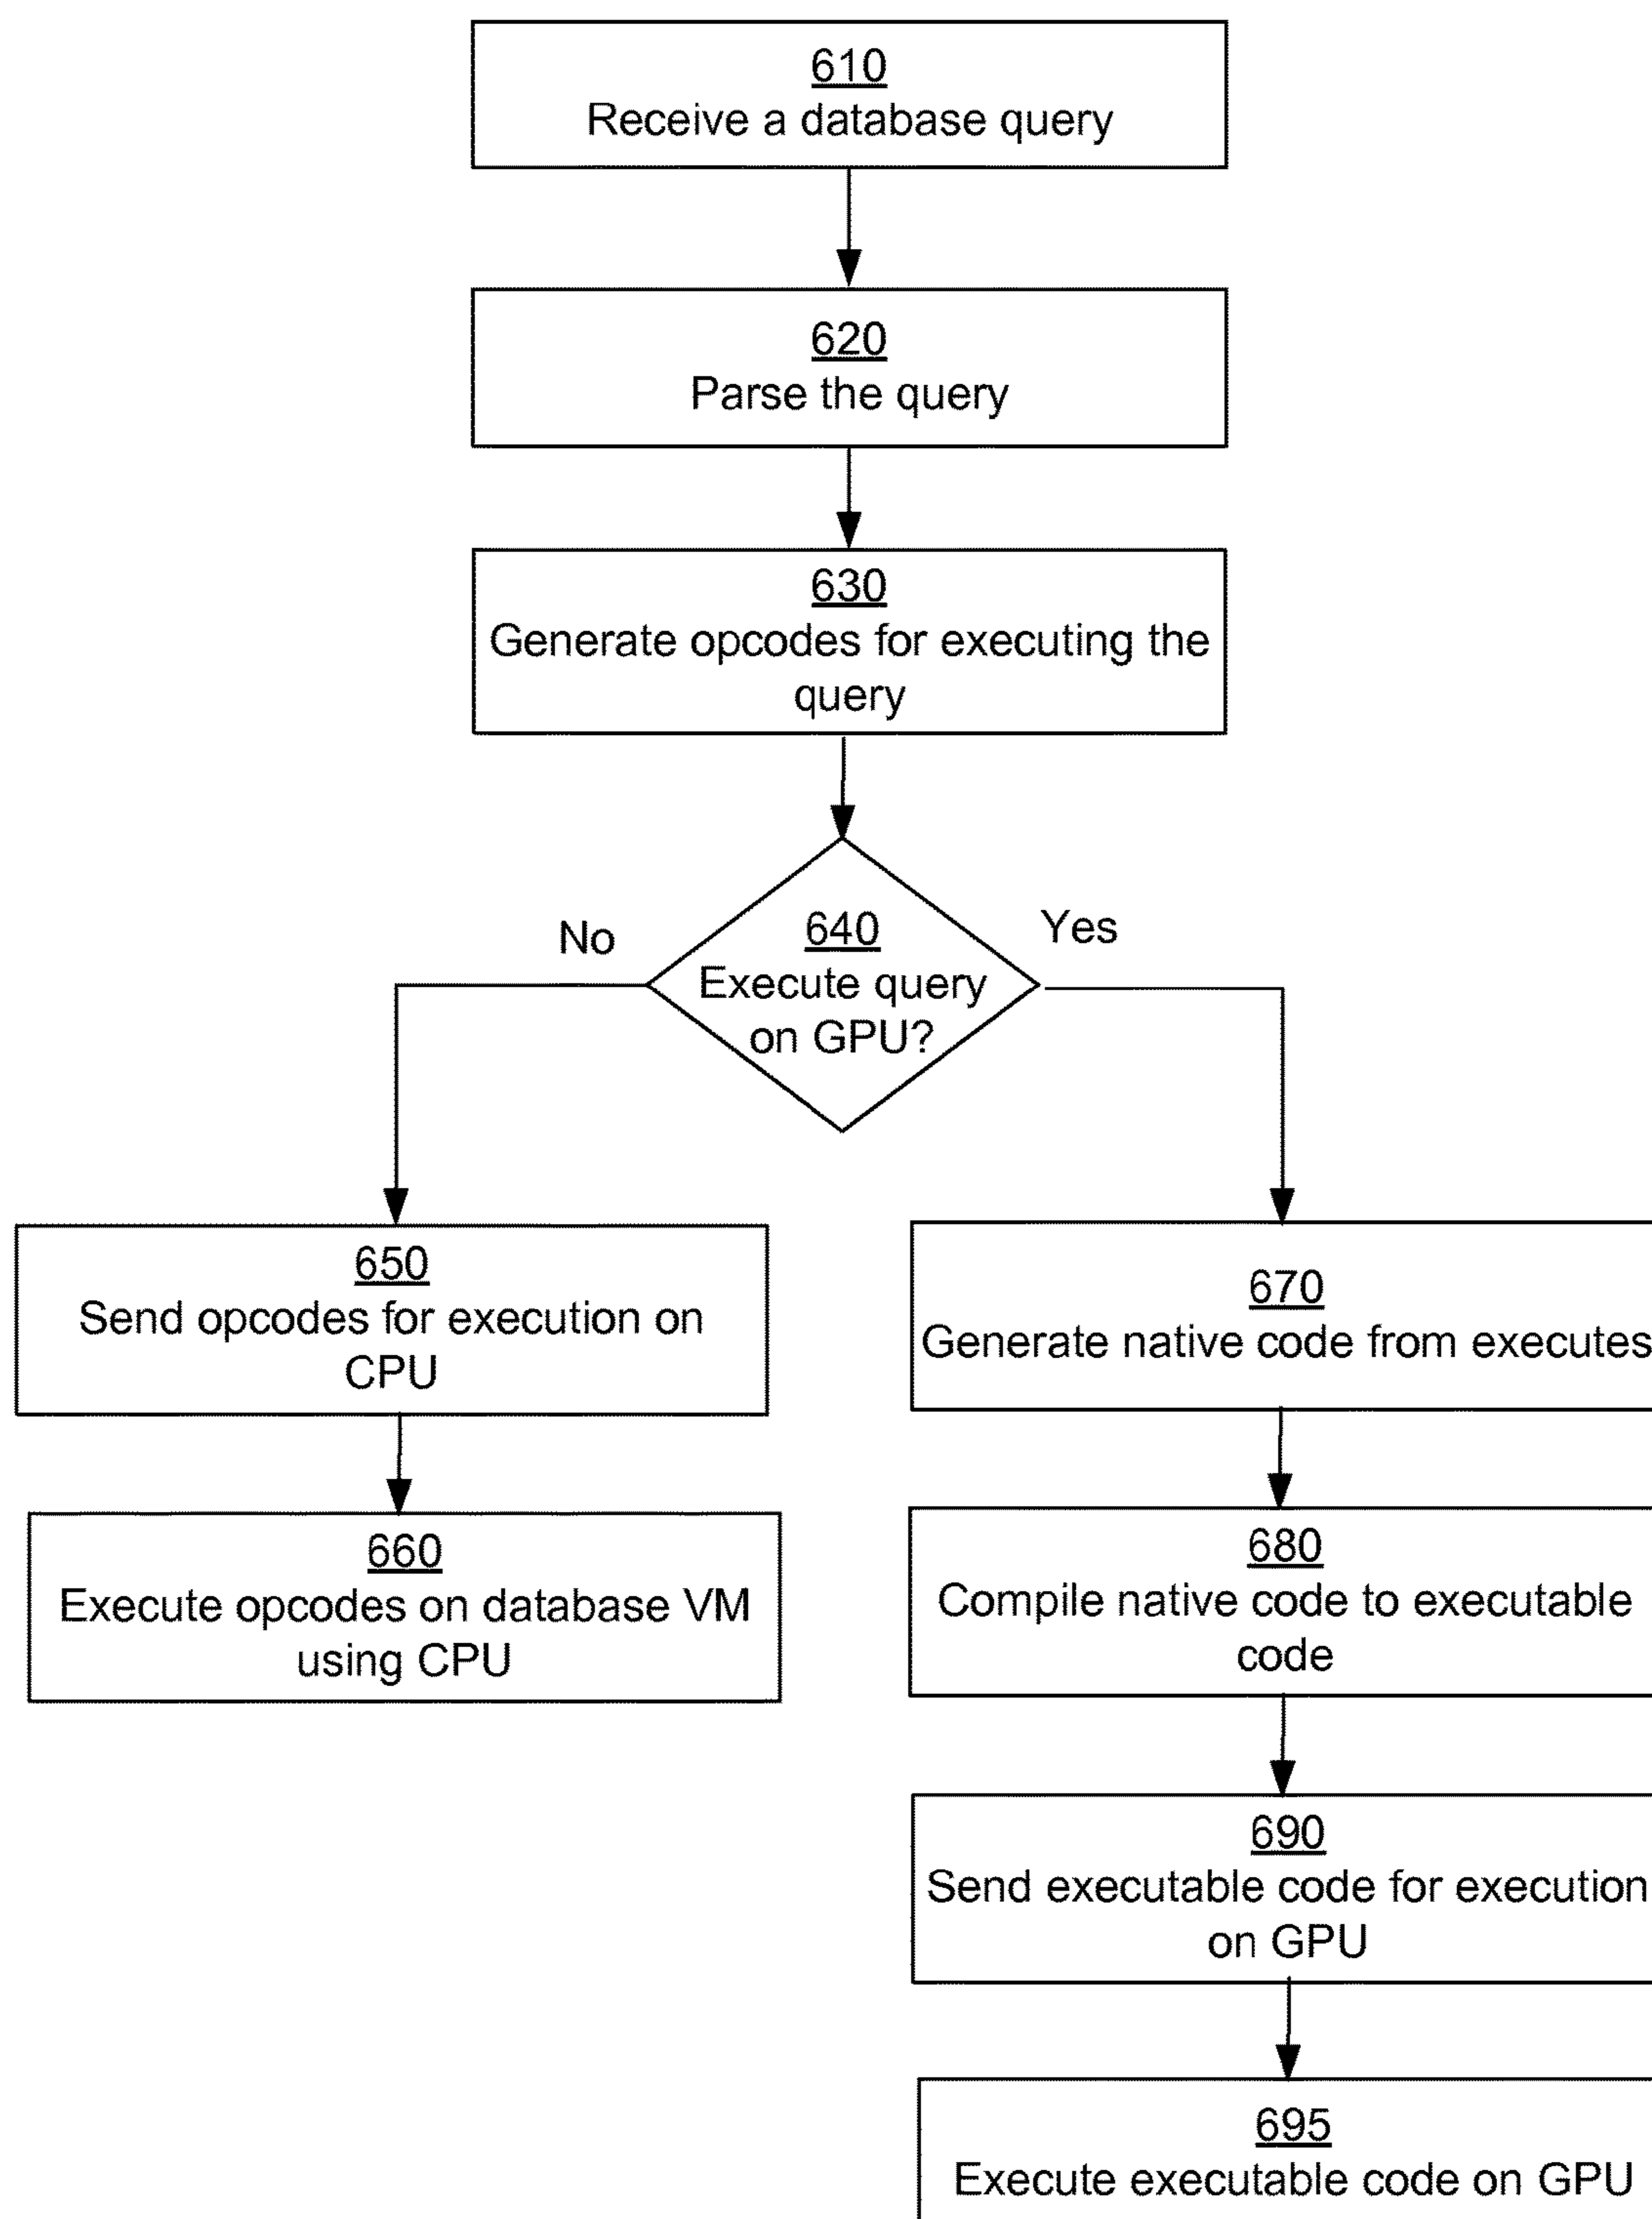 610
Receive a database query
620
Parse the query
630
Generate opcodes for executing the
query
640
Execute query
on GPU?
No
Yes
650
Send opcodes for execution on
CPU
660
Execute opcodes on database VM
using CPU
670
Generate native code from executes
680
Compile native code to executable
code
690
Send executable code for execution
on GPU
695
Execute executable code on GPU